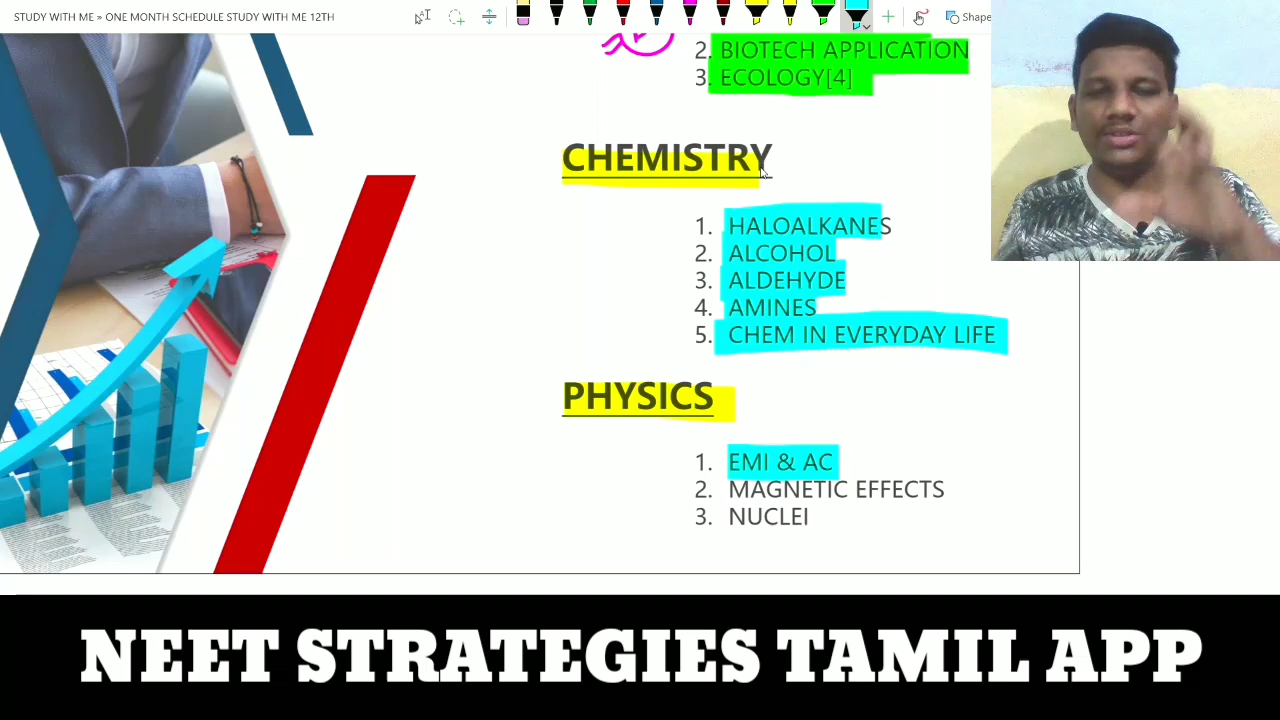 STUDY WITH ME » ONE MONTH SCHEDULE STUDY WITH ME 12TH
Shape
2. BIOTECH APPLICATION
3. ECOLOGY[4]
CHEMISTRY
1. HALOALKANES
2. ALCOHOL
3. ALDEHYDE
4. AMINES
5. CHEM IN EVERYDAY LIFE
PHYSICS
1. EMI & AC
2. MAGNETIC EFFECTS
3. NUCLEI
NEET STRATEGIES TAMIL APP